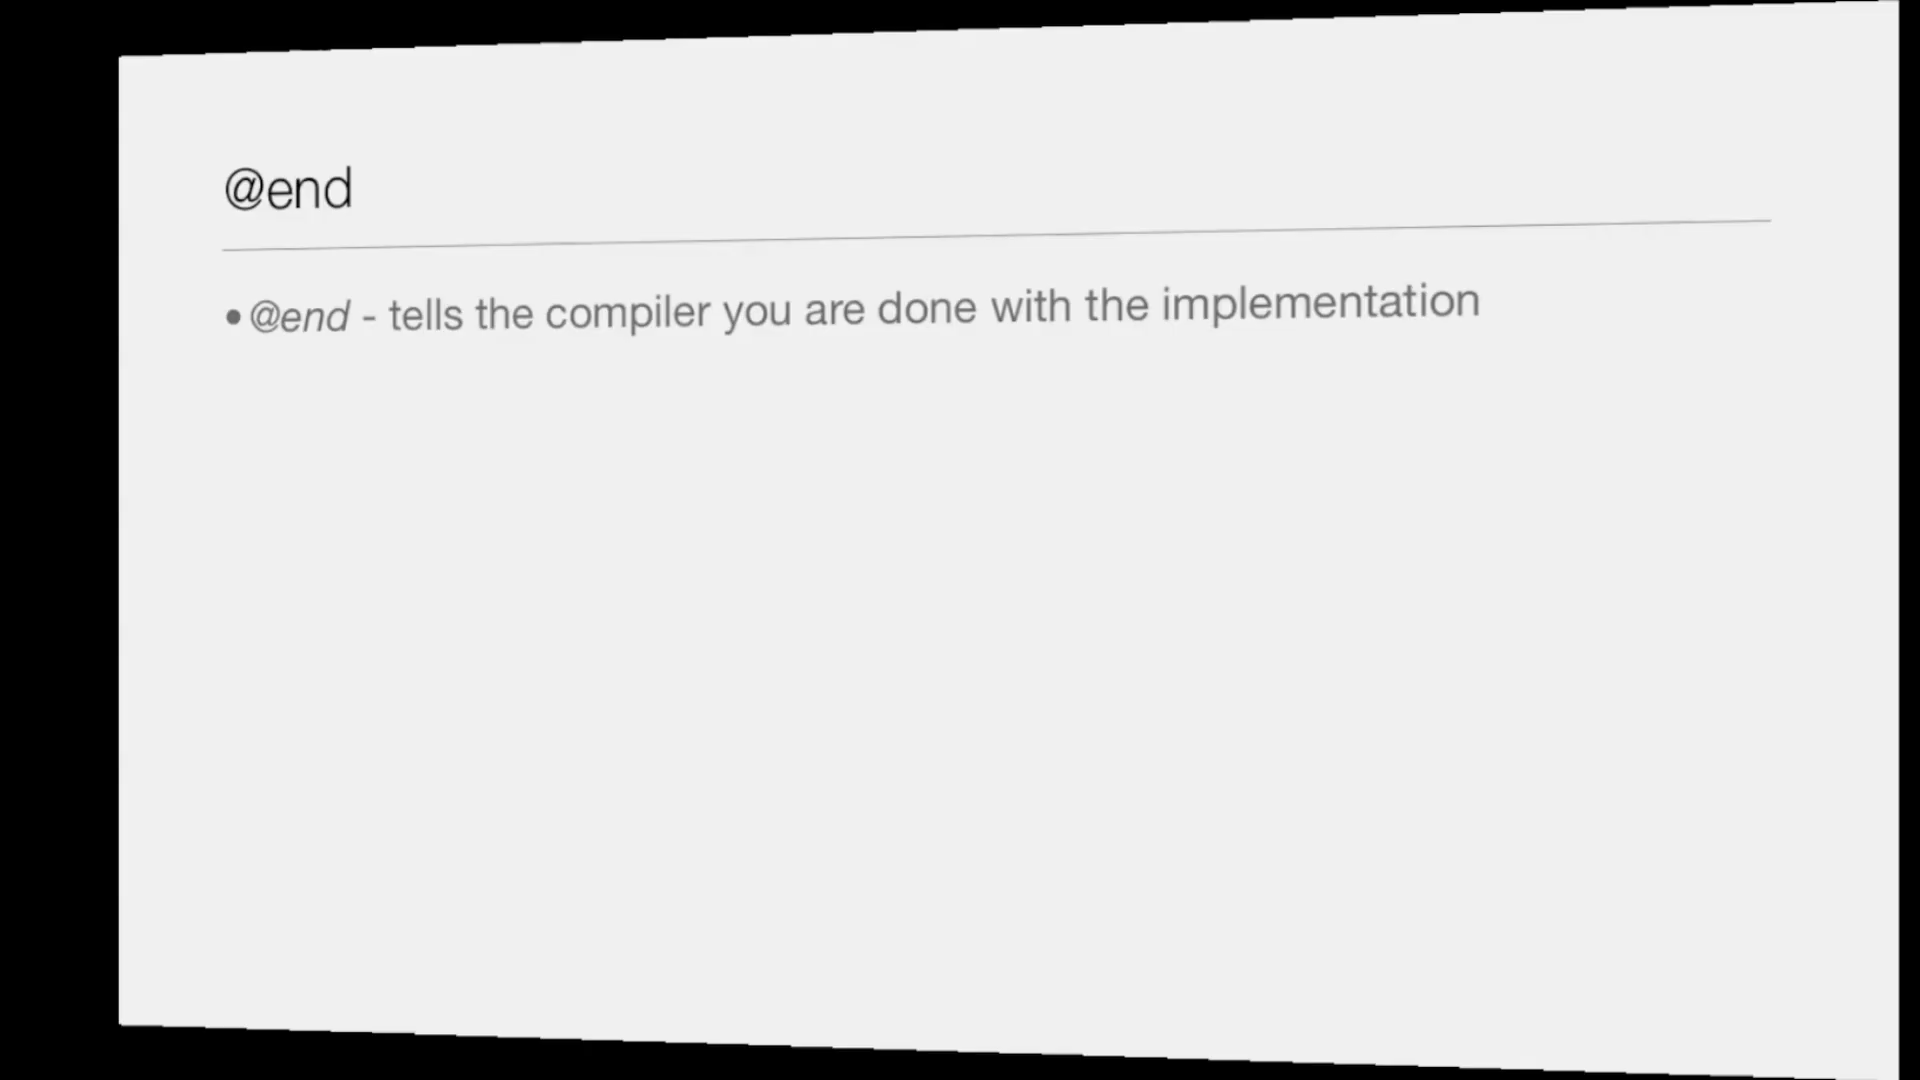 @end
• @end - tells the compiler you are done with the implementation